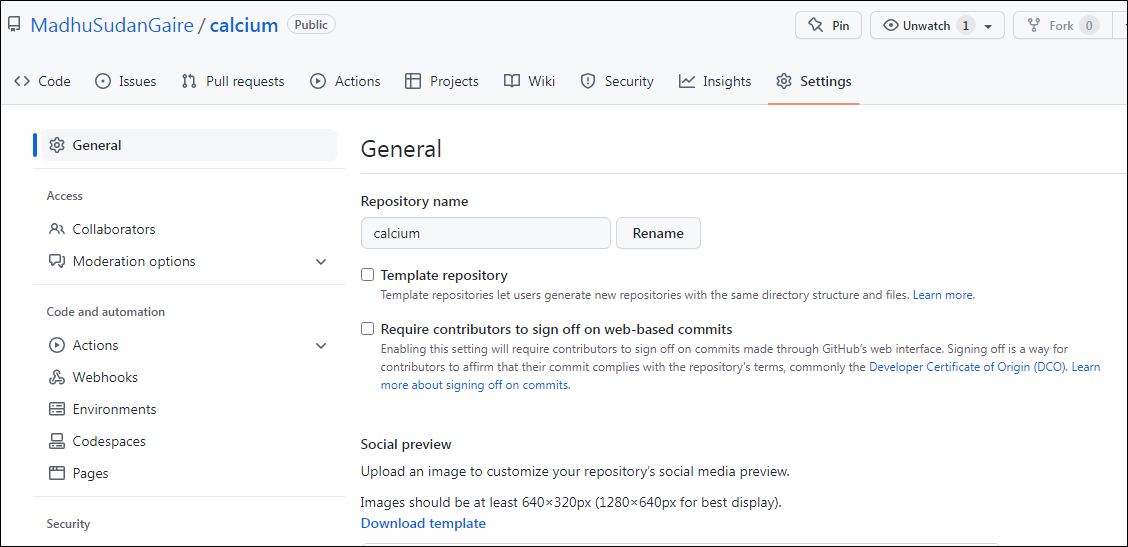 MadhuSudanGaire / calcium Public Pin Unwatch 1 Fork 0
Code Issues Pull requests Actions Projects Wiki Security Insights Settings
General
Access
Collaborators
Moderation options
Code and automation
Actions
Webhooks
Environments
Codespaces
Pages
Security
General
Repository name
calcium Rename
Template repository
Template repositories let users generate new repositories with the same directory structure and files. Learn more.
Require contributors to sign off on web-based commits
Enabling this setting will require contributors to sign off on commits made through GitHub's web interface. Signing off is a way for
contributors to affirm that their commit complies with the repository's terms, commonly the Developer Certificate of Origin (DCO). Learn
more about signing off on commits.
Social preview
Upload an image to customize your repository's social media preview.
Images should be at least 640×320px (1280×640px for best display).
Download template